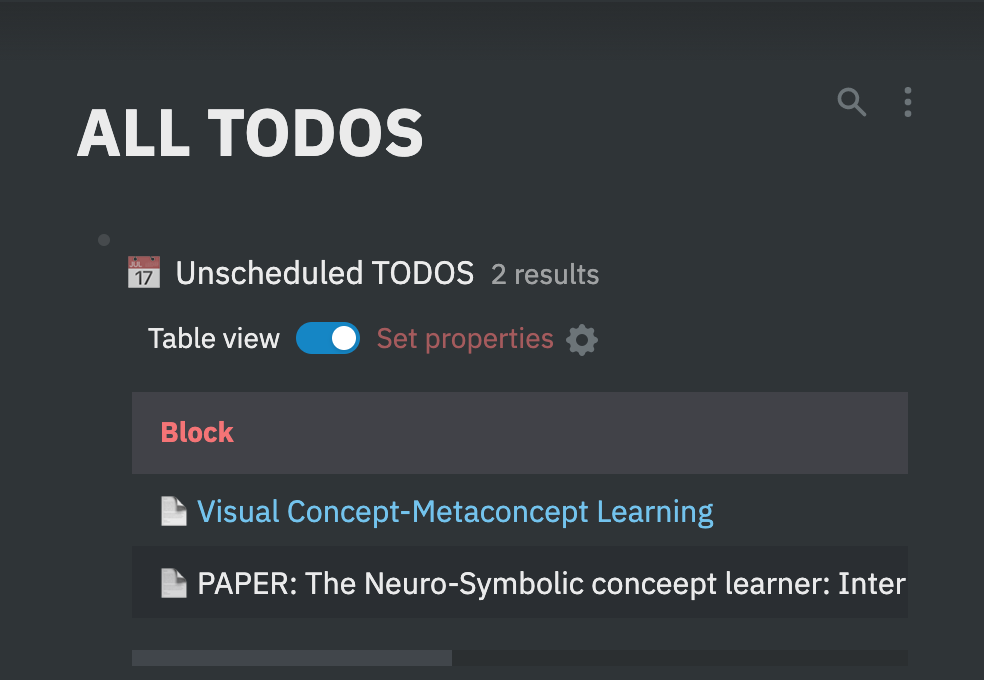 ALL TODOS
JUL
17
Unscheduled TODOS 2 results
Table view Set properties
Block
Visual Concept-Metaconcept Learning
PAPER: The Neuro-Symbolic conceept learner: Inter